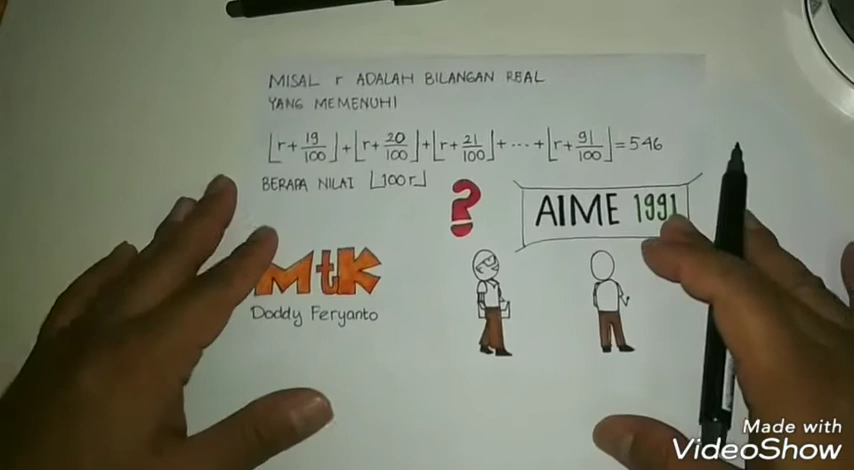 MISAL r ADALAH BILANGAN REAL
YANG MEMENUHI
⌊r+19/100⌋+⌊r+20/100⌋+⌊r+21/100⌋+⋯+⌊r+91/100⌋=546
BERAPA NILAI ⌊100r⌋ ?
AIME 1991
MtK
Doddy Feryanto
Made with
VideoShow